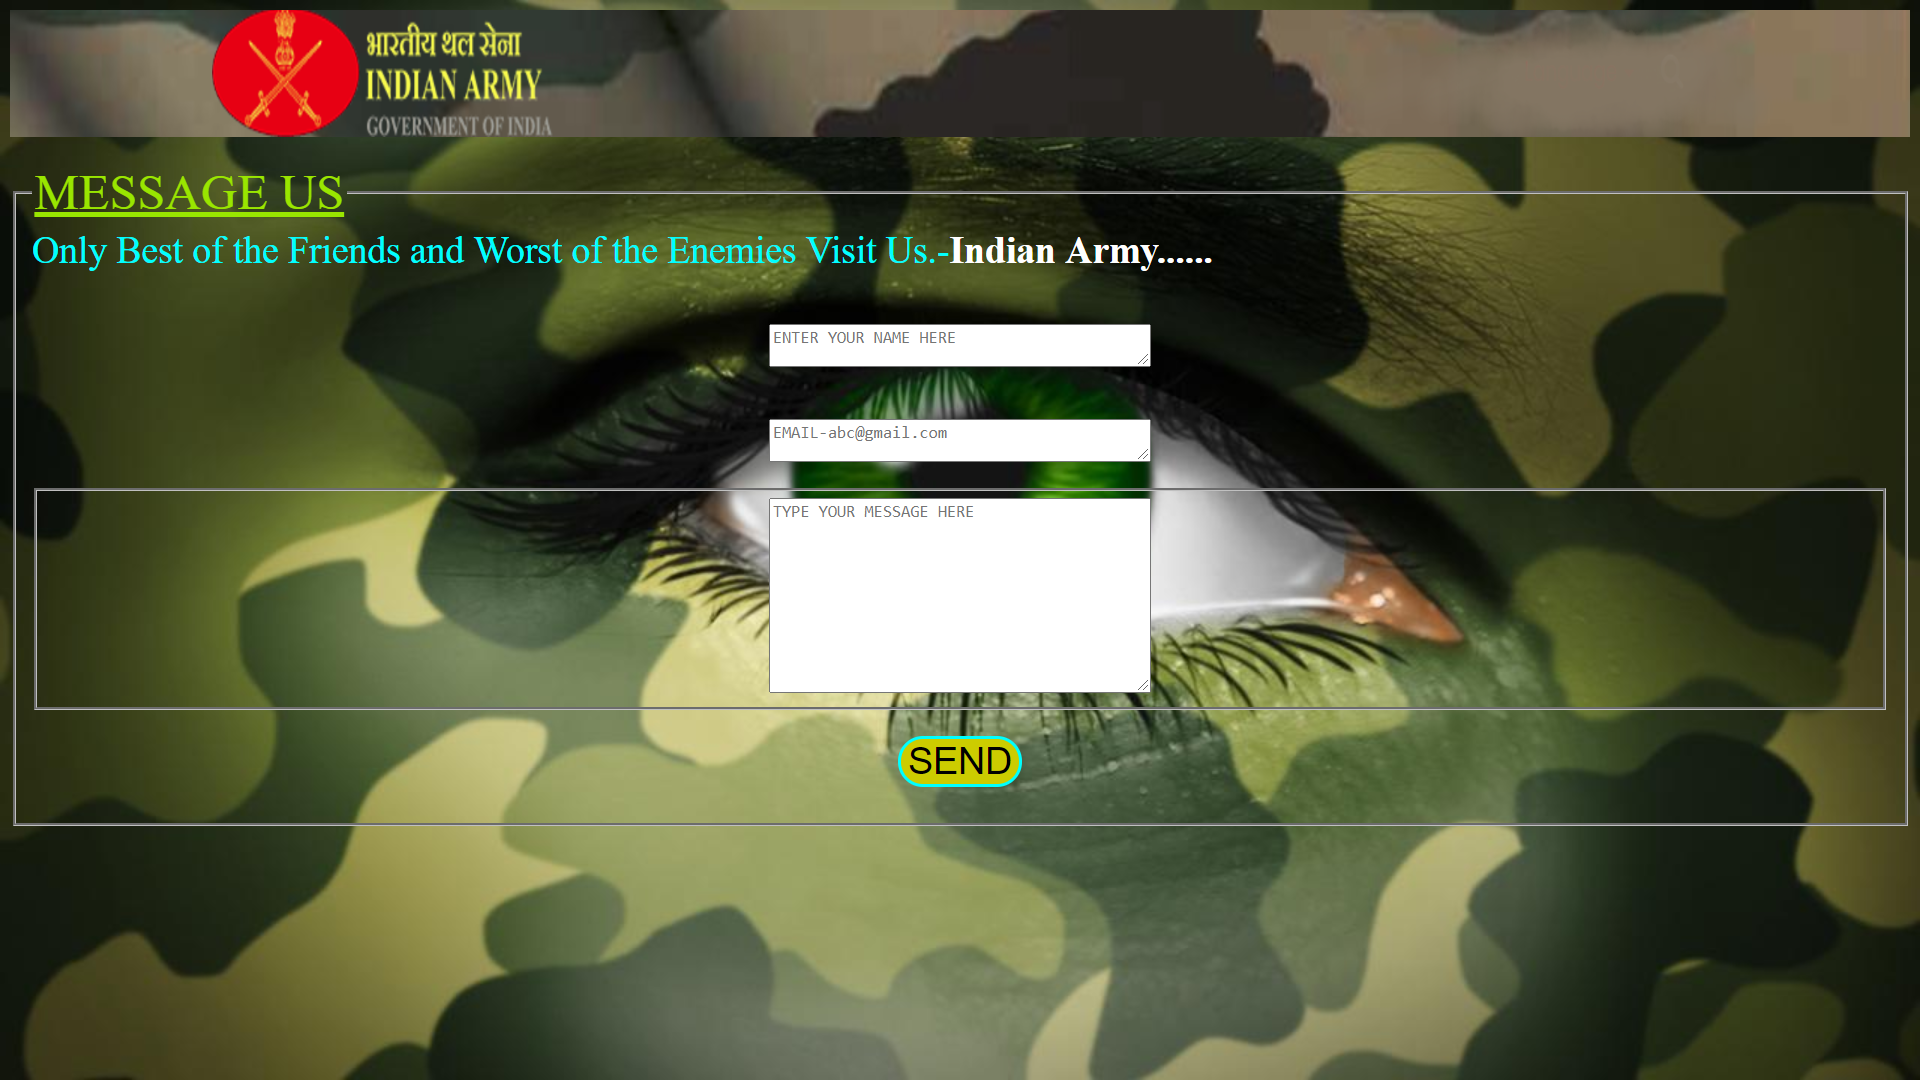 भारतीय थल सेना
INDIAN ARMY
GOVERNMENT OF INDIA
MESSAGE US
Only Best of the Friends and Worst of the Enemies Visit Us.-Indian Army......
ENTER YOUR NAME HERE
EMAIL-abc@gmail.com
TYPE YOUR MESSAGE HERE
SEND